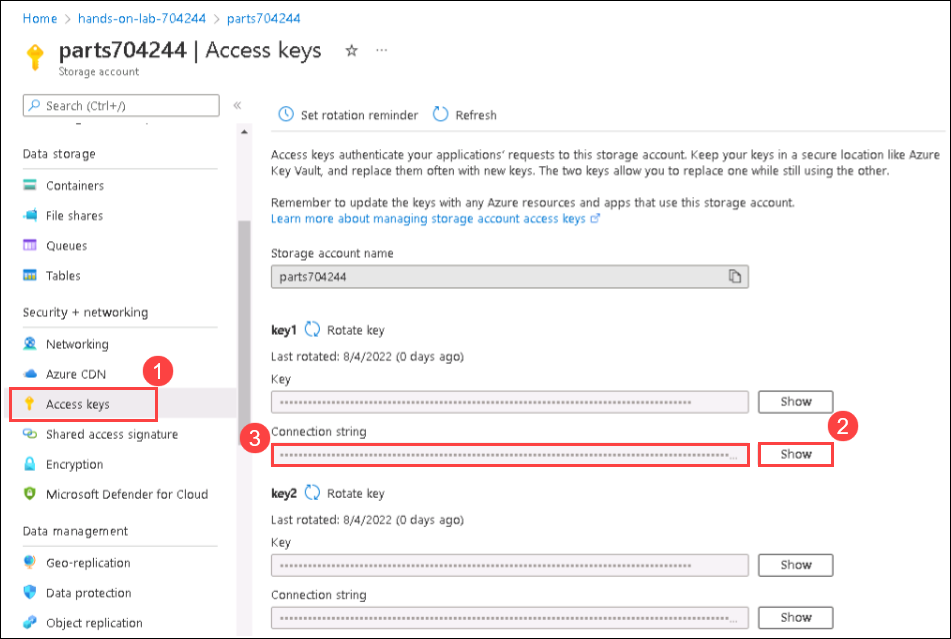 Home > hands-on-lab-704244 > parts704244
parts704244 | Access keys ☆ ...
Storage account
Search (Ctrl+/)
«
Data storage
Containers
File shares
Queues
Tables
Security + networking
Networking
Azure CDN
1
Access keys
Shared access signature
Encryption
Microsoft Defender for Cloud
Data management
Geo-replication
Data protection
Object replication
Set rotation reminder Refresh
Access keys authenticate your applications' requests to this storage account. Keep your keys in a secure location like Azure
Key Vault, and replace them often with new keys. The two keys allow you to replace one while still using the other.
Remember to update the keys with any Azure resources and apps that use this storage account.
Learn more about managing storage account access keys
Storage account name
parts704244
key1 Rotate key
Last rotated: 8/4/2022 (0 days ago)
Key
Show
2
3 Connection string
Show
key2 Rotate key
Last rotated: 8/4/2022 (0 days ago)
Key
Show
Connection string
Show